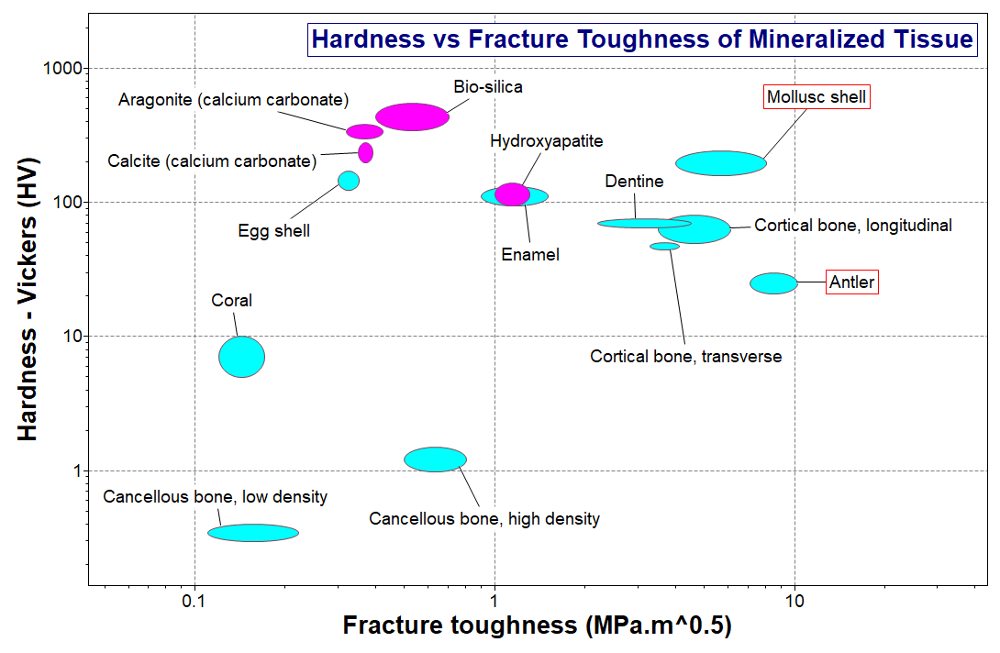 Hardness vs Fracture Toughness of Mineralized Tissue
Hardness - Vickers (HV)
1000
100
10
1
Aragonite (calcium carbonate)
Bio-silica
Mollusc shell
Hydroxyapatite
Calcite (calcium carbonate)
Dentine
Egg shell
Enamel
Cortical bone, longitudinal
Antler
Coral
Cortical bone, transverse
Cancellous bone, low density
Cancellous bone, high density
0.1
1
10
Fracture toughness (MPa.m^0.5)